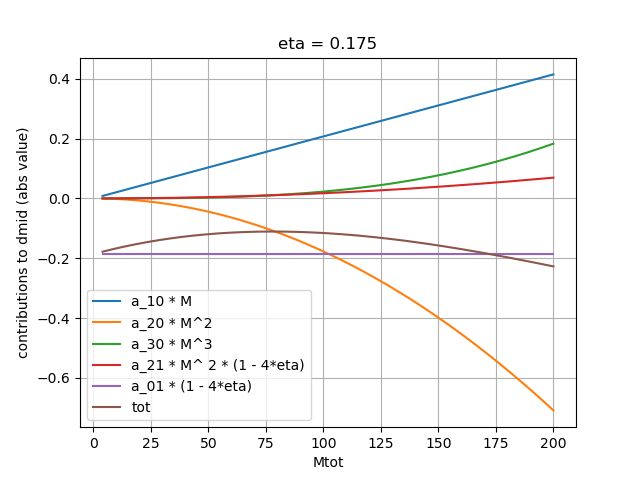 eta = 0.175
contributions to dmid (abs value)
0.4
0.2
0.0
−0.2
−0.4
−0.6
a_10 * M
a_20 * M^2
a_30 * M^3
a_21 * M^ 2 * (1 - 4*eta)
a_01 * (1 - 4*eta)
tot
0 25 50 75 100 125 150 175 200
Mtot